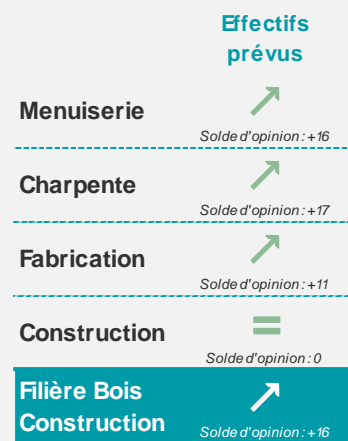 Effectifs
prévus
Menuiserie
Solde d'opinion : +16
Charpente
Solde d'opinion : +17
Fabrication
Solde d'opinion : +11
Construction
=
Solde d'opinion : 0
Filière Bois
Construction
Solde d'opinion : +16